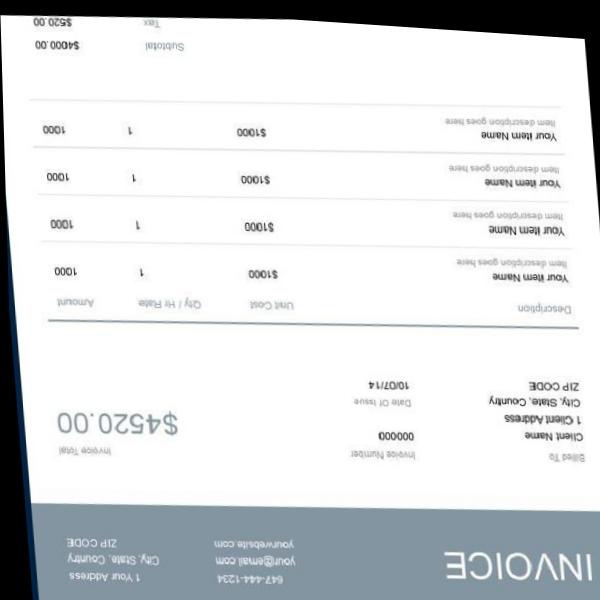 INVOICE
647-444-1234
your@email.com
yourwebsite.com
1 Your Address
City, State, Country
ZIP CODE
Billed To
Client Name
1 Client Address
City, State, Country
ZIP CODE
Invoice Number
000000
Date Of Issue
10/07/14
Invoice Total
$4520.00
Description
Unit Cost
Qty / Hr Rate
Amount
Your item Name
Item description goes here
$1000
1
1000
Your item Name
Item description goes here
$1000
1
1000
Your item Name
Item description goes here
$1000
1
1000
Your item Name
Item description goes here
$1000
1
1000
Subtotal
$4000.00
Tax
$520.00